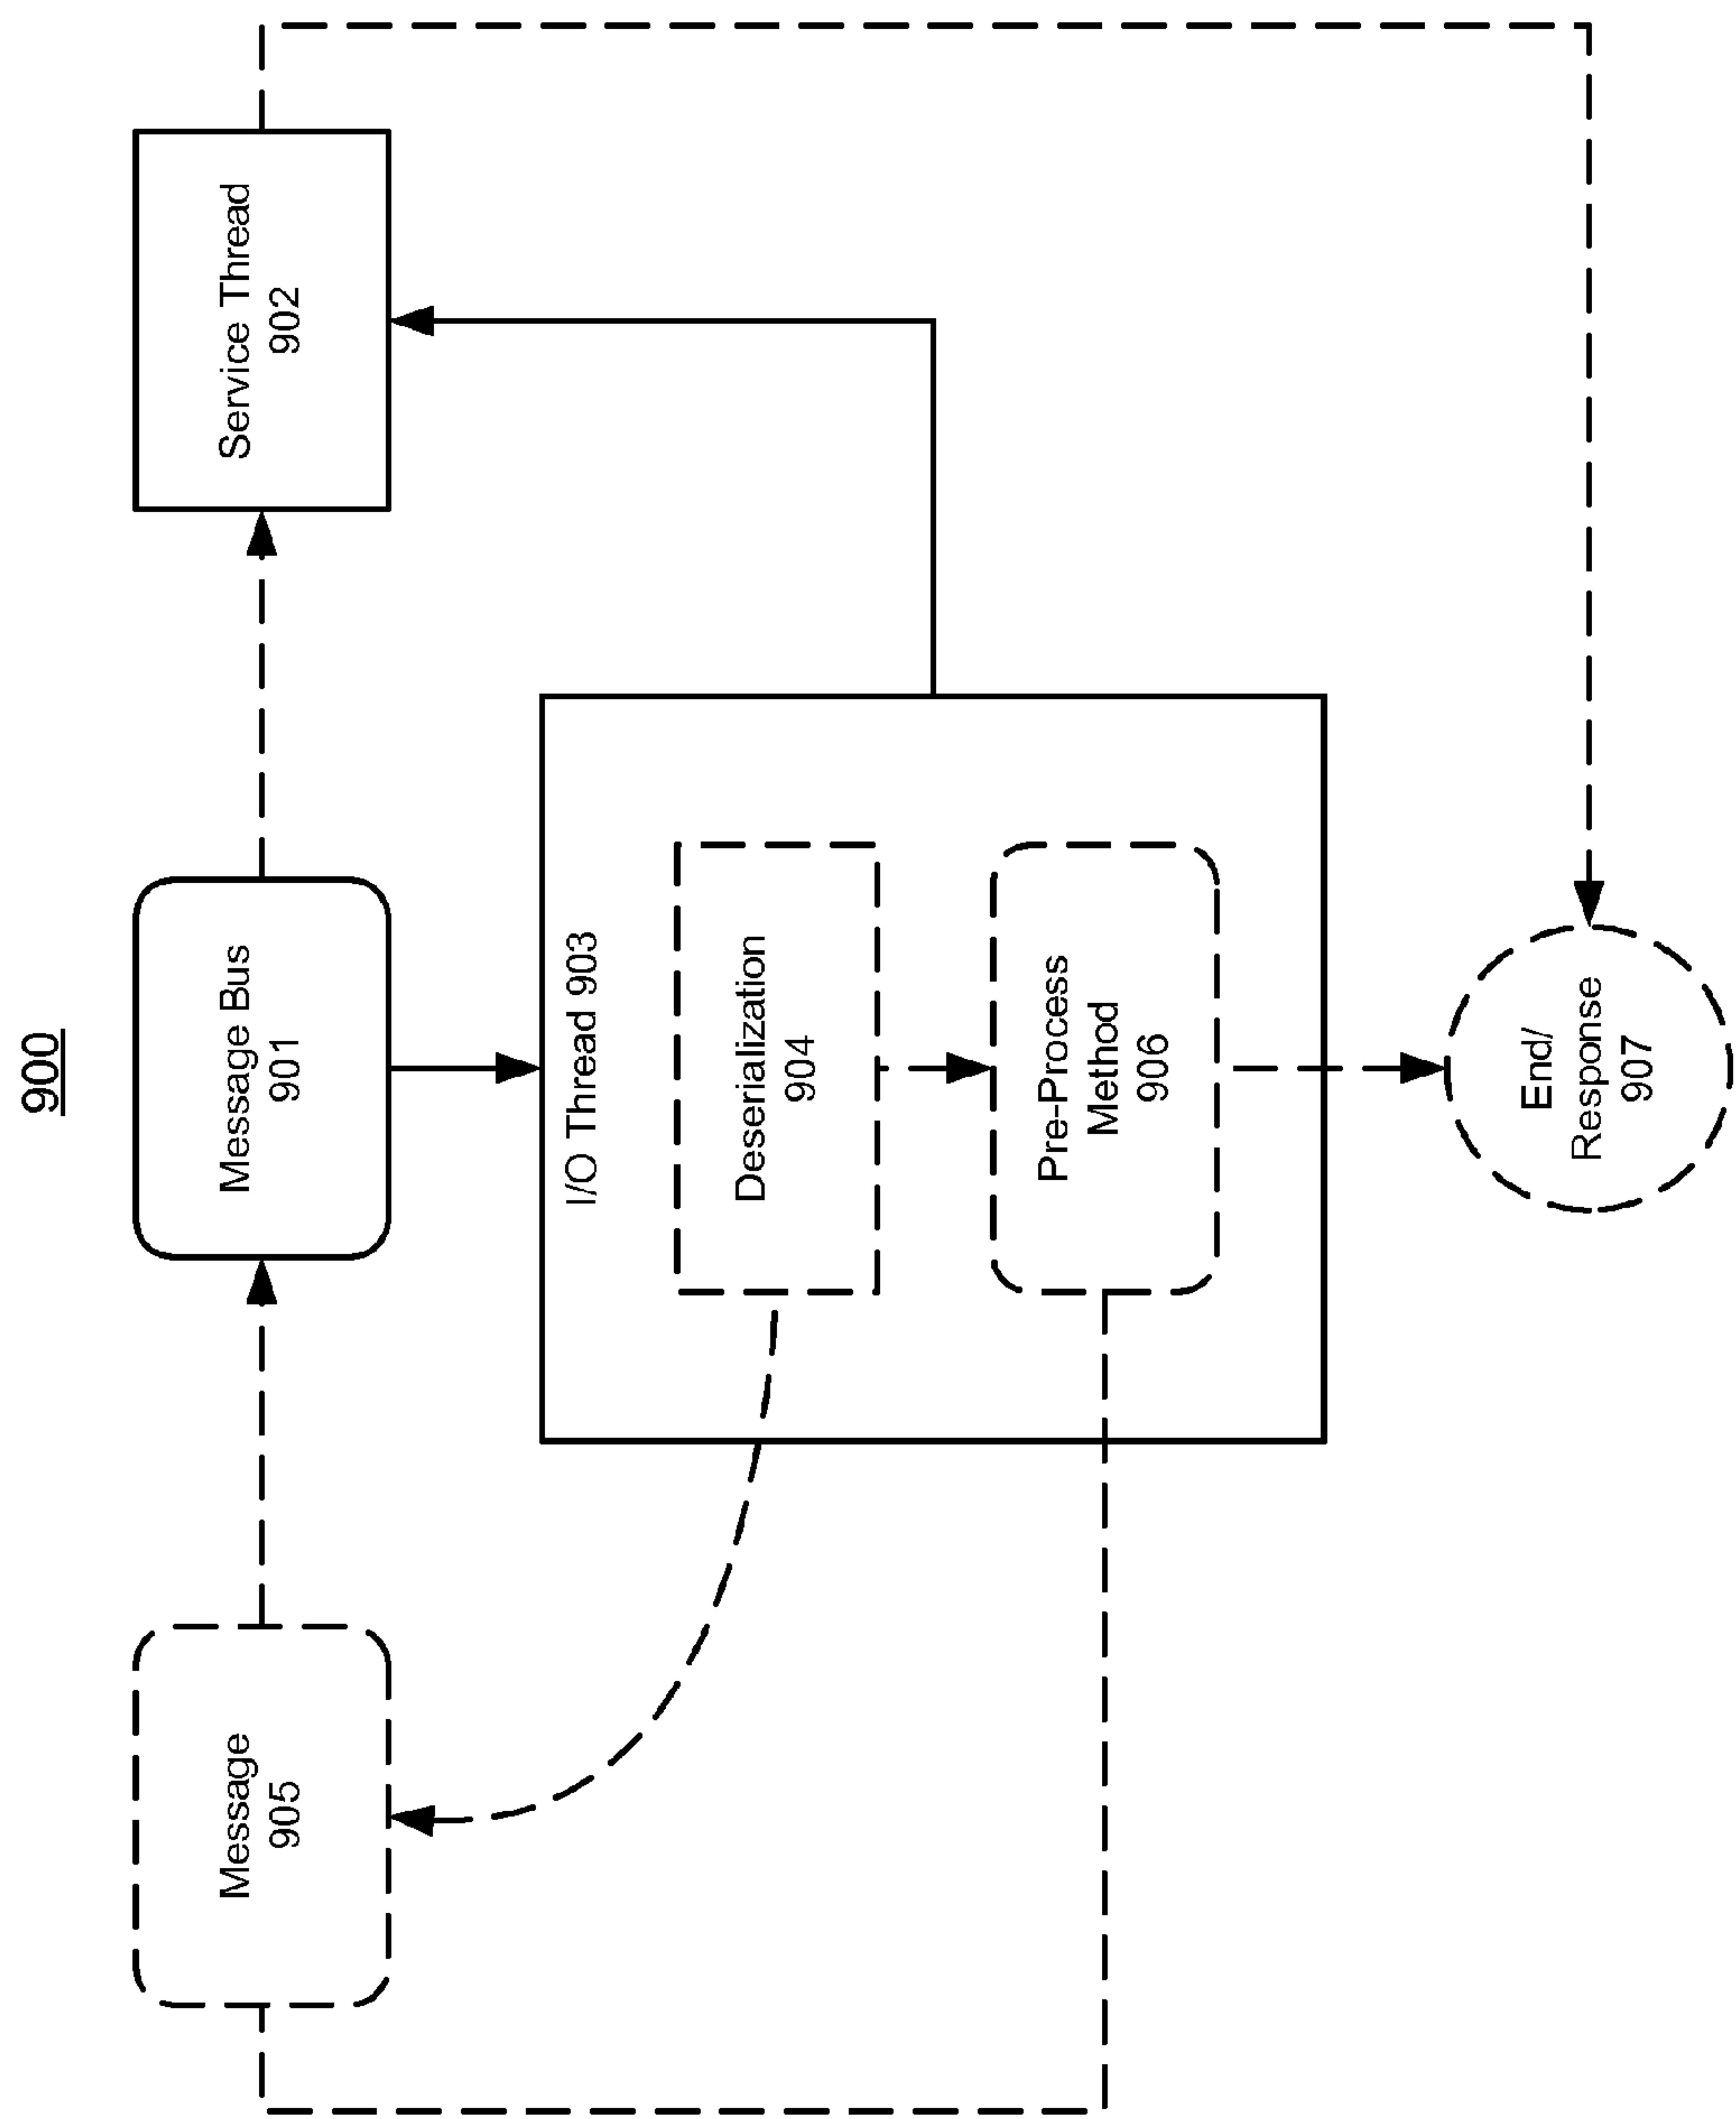 900
Message
905
Message Bus
901
Service Thread
902
I/O Thread 903
Deserialization
904
Pre-Process
Method
906
End/
Response
907